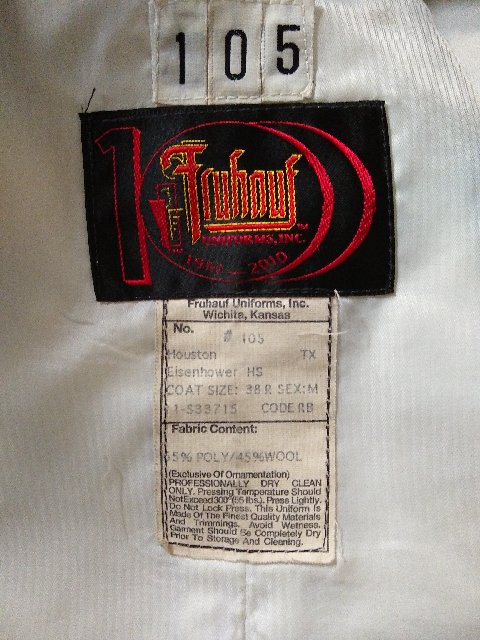 105
100
Fruhauf TM
UNIFORMS, INC.
1910 — 2010
Fruhauf Uniforms, Inc.
Wichita, Kansas
No.
# 105
Houston TX
Eisenhower HS
COAT SIZE: 38 R SEX: M
11-S33715 CODE RB
Fabric Content:
55% POLY/45%WOOL
(Exclusive Of Ornamentation)
PROFESSIONALLY DRY CLEAN
ONLY. Pressing Temperature Should
Not Exceed 300° (55 lbs.). Press Lightly.
Do Not Lock Press. This Uniform Is
Made Of The Finest Quality Materials
And Trimmings. Avoid Wetness.
Garment Should Be Completely Dry
Prior To Storage And Cleaning.